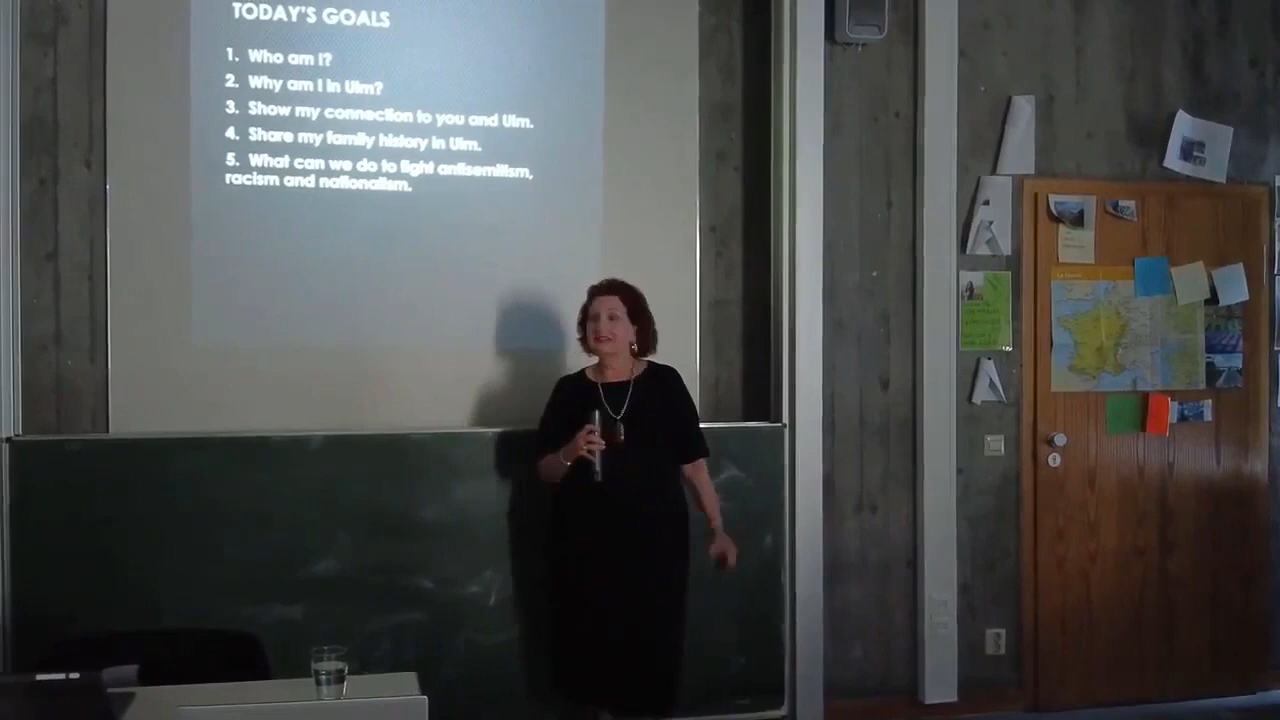 TODAY'S GOALS
1. Who am I?
2. Why am I in Ulm?
3. Show my connection to you and Ulm.
4. Share my family history in Ulm.
5. What can we do to fight antisemitism,
racism and nationalism.